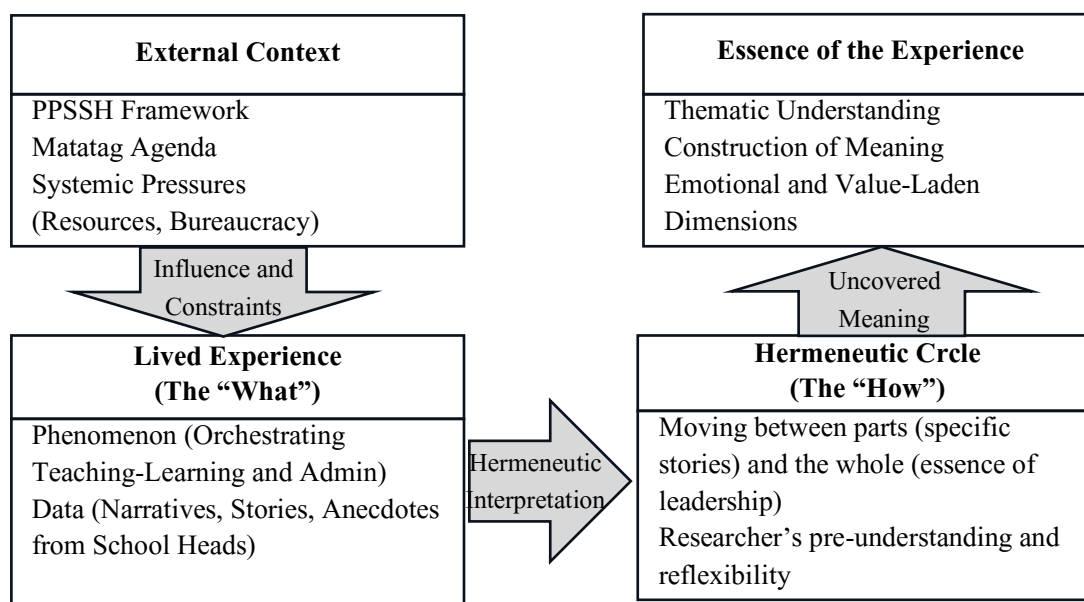 External Context
PPSSH Framework
Matatag Agenda
Systemic Pressures
(Resources, Bureaucracy)
Influence and
Constraints
Lived Experience
(The “What”)
Phenomenon (Orchestrating
Teaching-Learning and Admin)
Data (Narratives, Stories, Anecdotes
from School Heads)
Hermeneutic
Interpretation
Hermeneutic Crcle
(The “How”)
Moving between parts (specific
stories) and the whole (essence of
leadership)
Researcher’s pre-understanding and
reflexibility
Uncovered
Meaning
Essence of the Experience
Thematic Understanding
Construction of Meaning
Emotional and Value-Laden
Dimensions